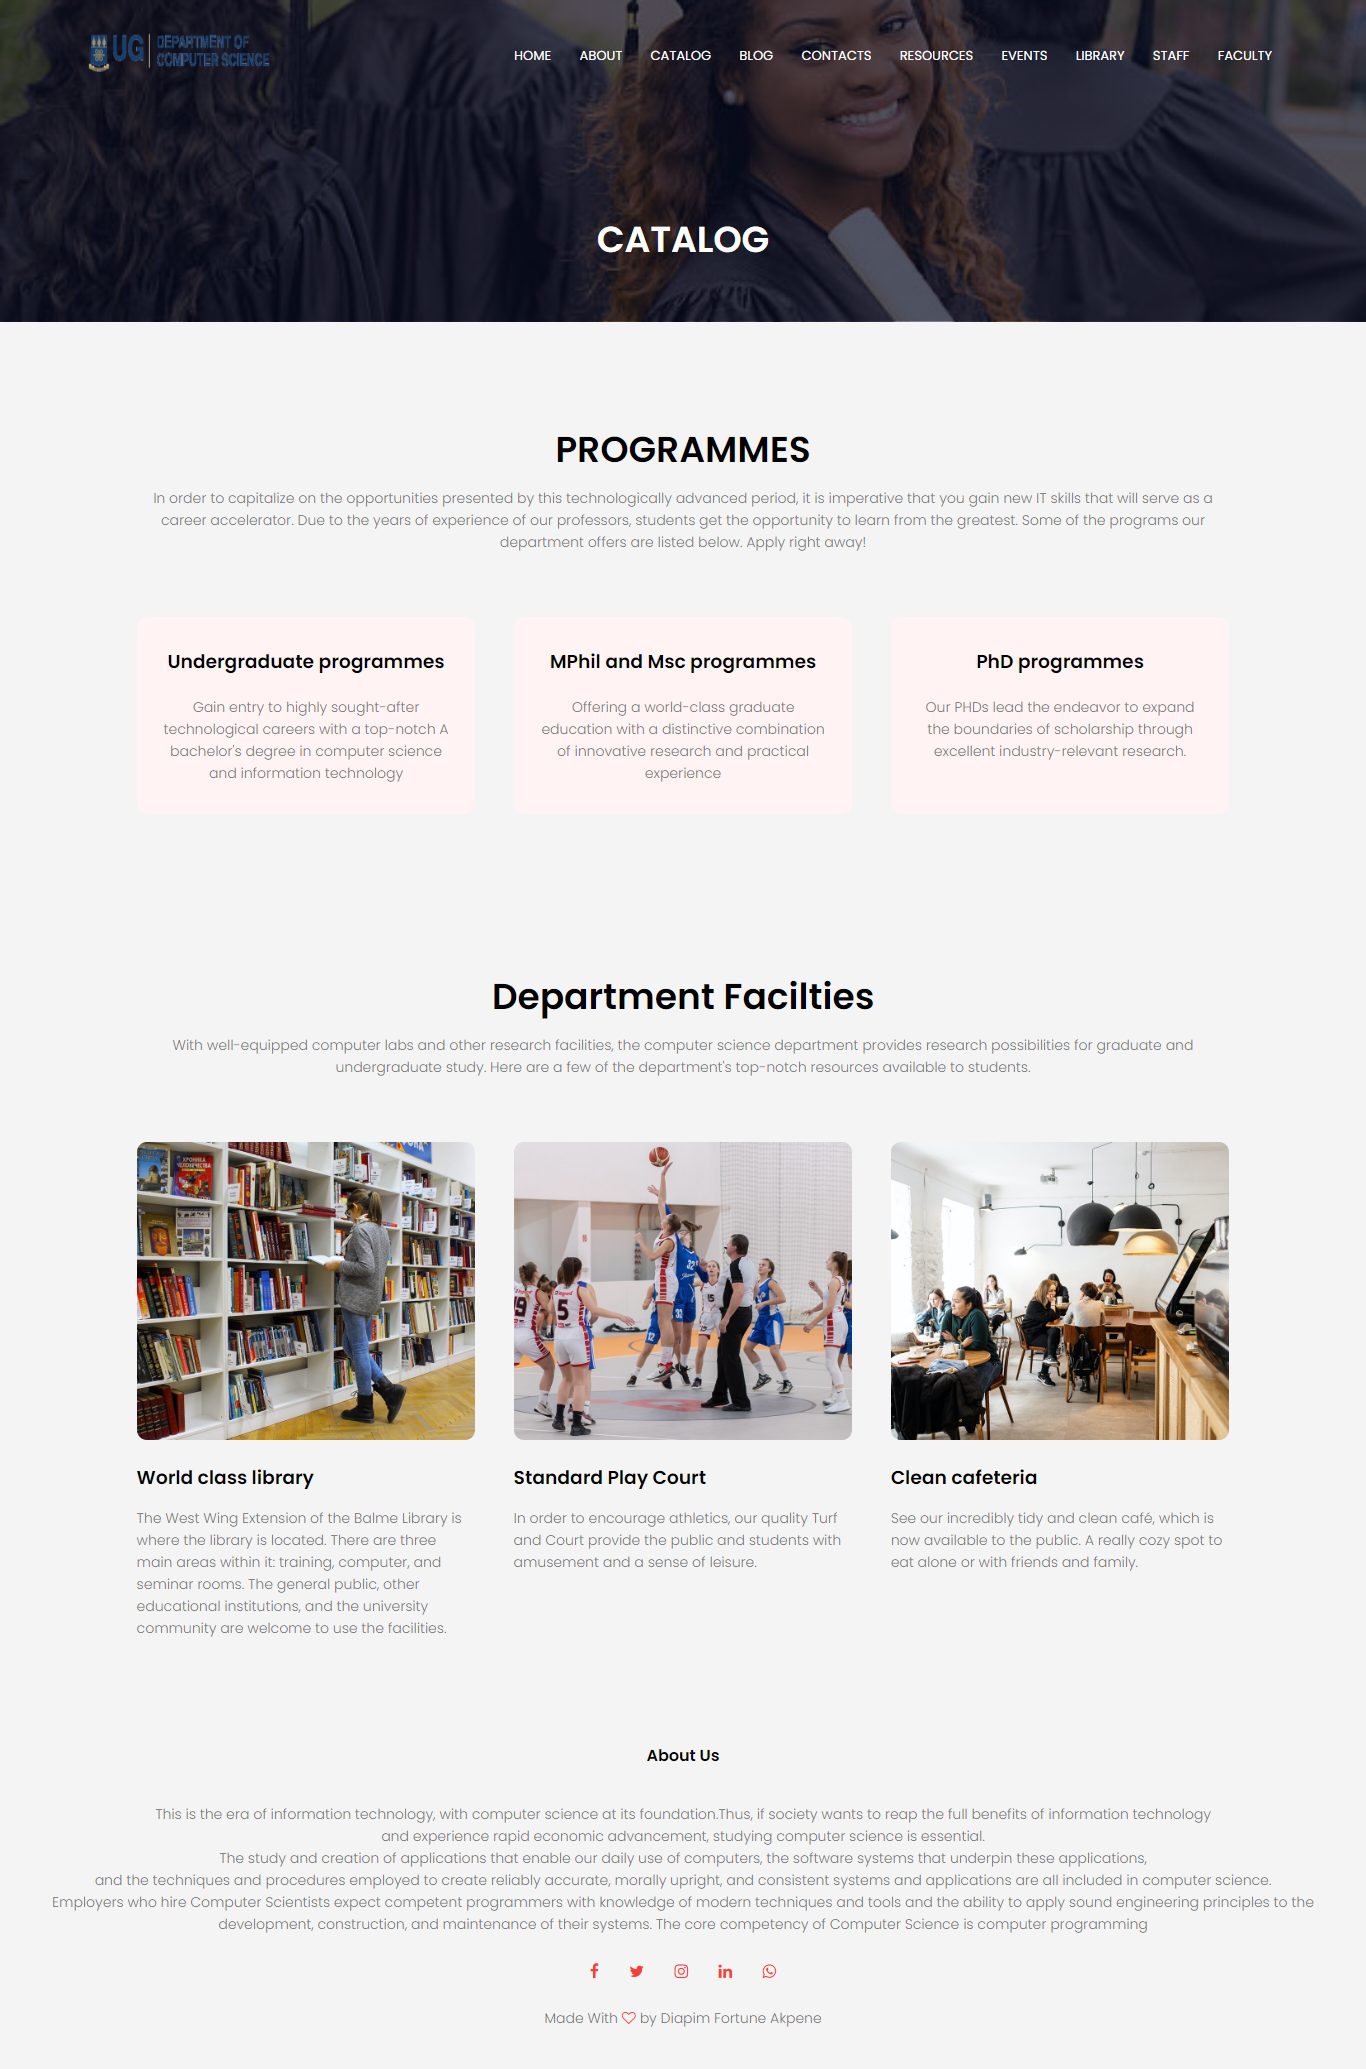 UG DEPARTMENT OF
COMPUTER SCIENCE
HOME ABOUT CATALOG BLOG CONTACTS RESOURCES EVENTS LIBRARY STAFF FACULTY
CATALOG
PROGRAMMES
In order to capitalize on the opportunities presented by this technologically advanced period, it is imperative that you gain new IT skills that will serve as a
career accelerator. Due to the years of experience of our professors, students get the opportunity to learn from the greatest. Some of the programs our
department offers are listed below. Apply right away!
Undergraduate programmes
Gain entry to highly sought-after
technological careers with a top-notch A
bachelor's degree in computer science
and information technology
MPhil and Msc programmes
Offering a world-class graduate
education with a distinctive combination
of innovative research and practical
experience
PhD programmes
Our PHDs lead the endeavor to expand
the boundaries of scholarship through
excellent industry-relevant research.
Department Facilties
With well-equipped computer labs and other research facilities, the computer science department provides research possibilities for graduate and
undergraduate study. Here are a few of the department's top-notch resources available to students.
ХРОНИКА
ЧЕЛОВЕЧЕСТВА
19
5
32
15
33
12
World class library
The West Wing Extension of the Balme Library is
where the library is located. There are three
main areas within it: training, computer, and
seminar rooms. The general public, other
educational institutions, and the university
community are welcome to use the facilities.
Standard Play Court
In order to encourage athletics, our quality Turf
and Court provide the public and students with
amusement and a sense of leisure.
Clean cafeteria
See our incredibly tidy and clean café, which is
now available to the public. A really cozy spot to
eat alone or with friends and family.
About Us
This is the era of information technology, with computer science at its foundation.Thus, if society wants to reap the full benefits of information technology
and experience rapid economic advancement, studying computer science is essential.
The study and creation of applications that enable our daily use of computers, the software systems that underpin these applications,
and the techniques and procedures employed to create reliably accurate, morally upright, and consistent systems and applications are all included in computer science.
Employers who hire Computer Scientists expect competent programmers with knowledge of modern techniques and tools and the ability to apply sound engineering principles to the
development, construction, and maintenance of their systems. The core competency of Computer Science is computer programming
Made With ♡ by Diapim Fortune Akpene